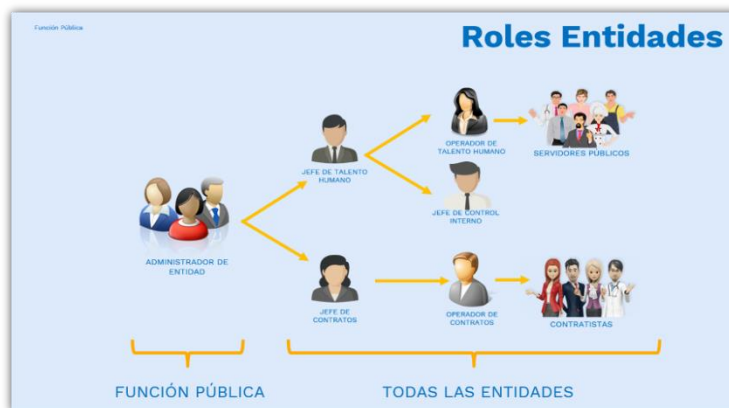 Función Pública
Roles Entidades
OPERADOR DE
TALENTO HUMANO
SERVIDORES PÚBLICOS
JEFE DE TALENTO
HUMANO
JEFE DE CONTROL
INTERNO
ADMINISTRADOR DE
ENTIDAD
JEFE DE
CONTRATOS
OPERADOR DE
CONTRATOS
CONTRATISTAS
FUNCIÓN PÚBLICA
TODAS LAS ENTIDADES